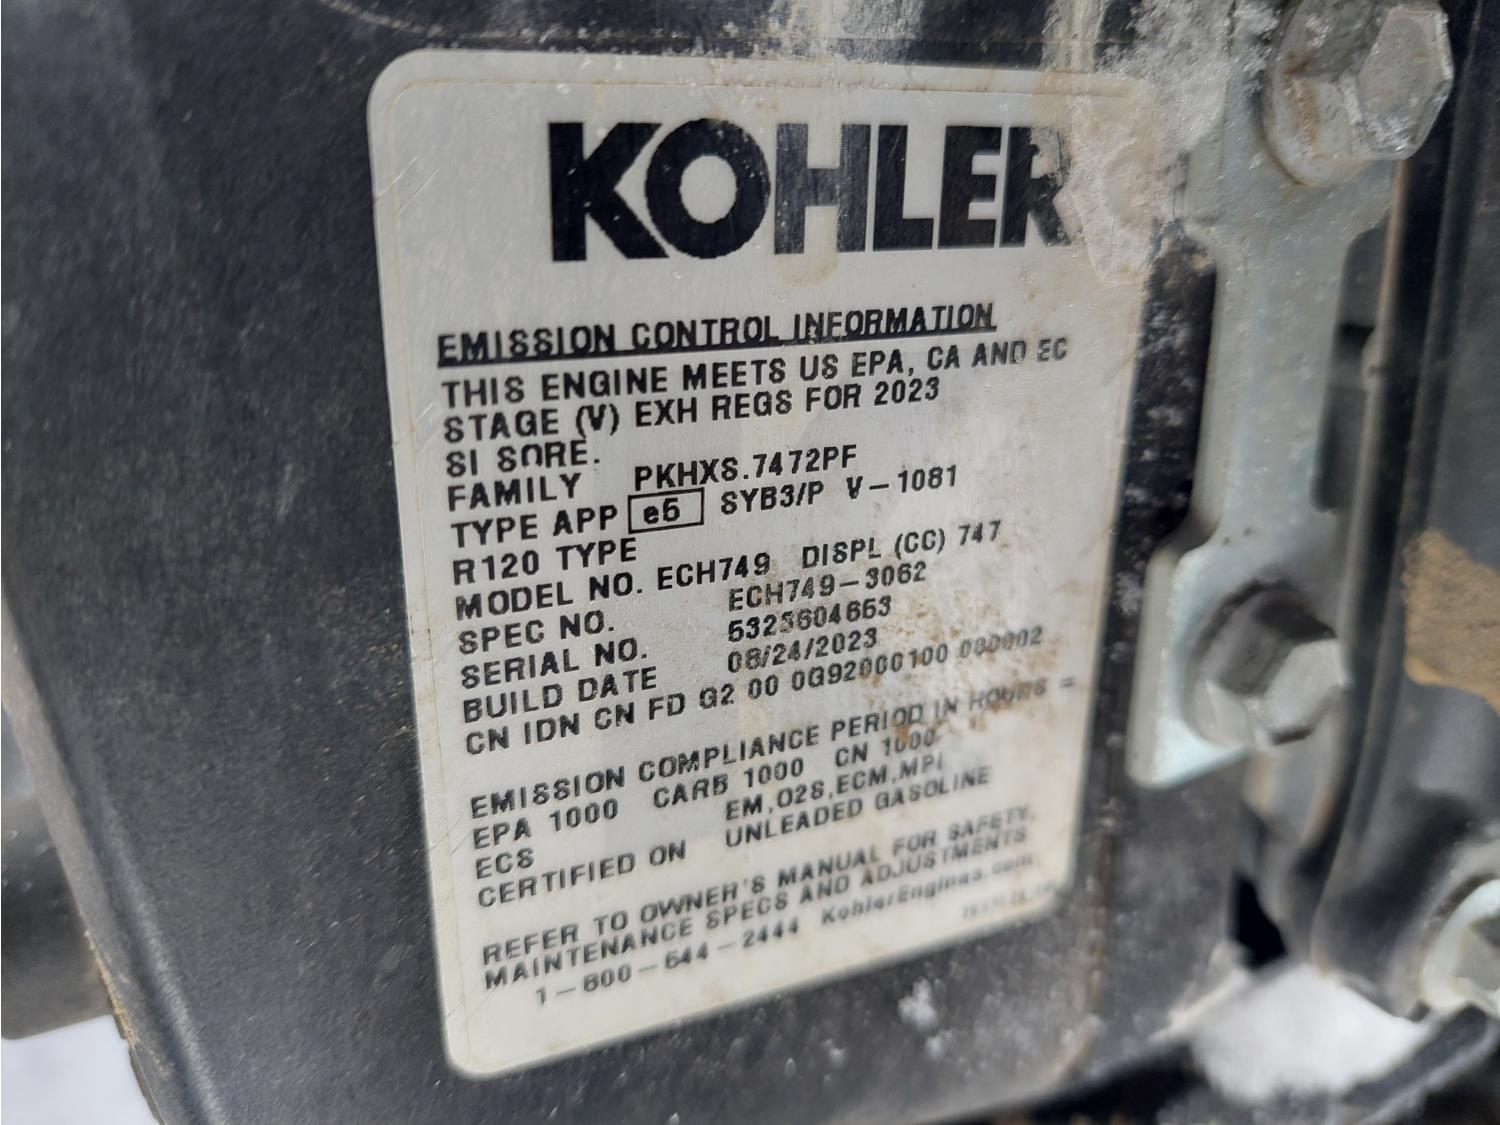 KOHLER
EMISSION CONTROL INFORMATION
THIS ENGINE MEETS US EPA, CA AND EC
STAGE (V) EXH REGS FOR 2023
SI SORE.
FAMILY PKHXS.7472PF
TYPE APP e5 SYB3/P V-1081
R120 TYPE
MODEL NO. ECH749 DISPL (CC) 747
SPEC NO. ECH749-3062
SERIAL NO. 5323604653
BUILD DATE 08/24/2023
CN IDN CN FD G2 00 0G92000100 000002
EMISSION COMPLIANCE PERIOD IN HOURS =
EPA 1000 CARB 1000 CN 1000
ECS EM,O2S,ECM,MPI
CERTIFIED ON UNLEADED GASOLINE
REFER TO OWNER'S MANUAL FOR SAFETY,
MAINTENANCE SPECS AND ADJUSTMENTS
1-800-544-2444 KohlerEngines.com